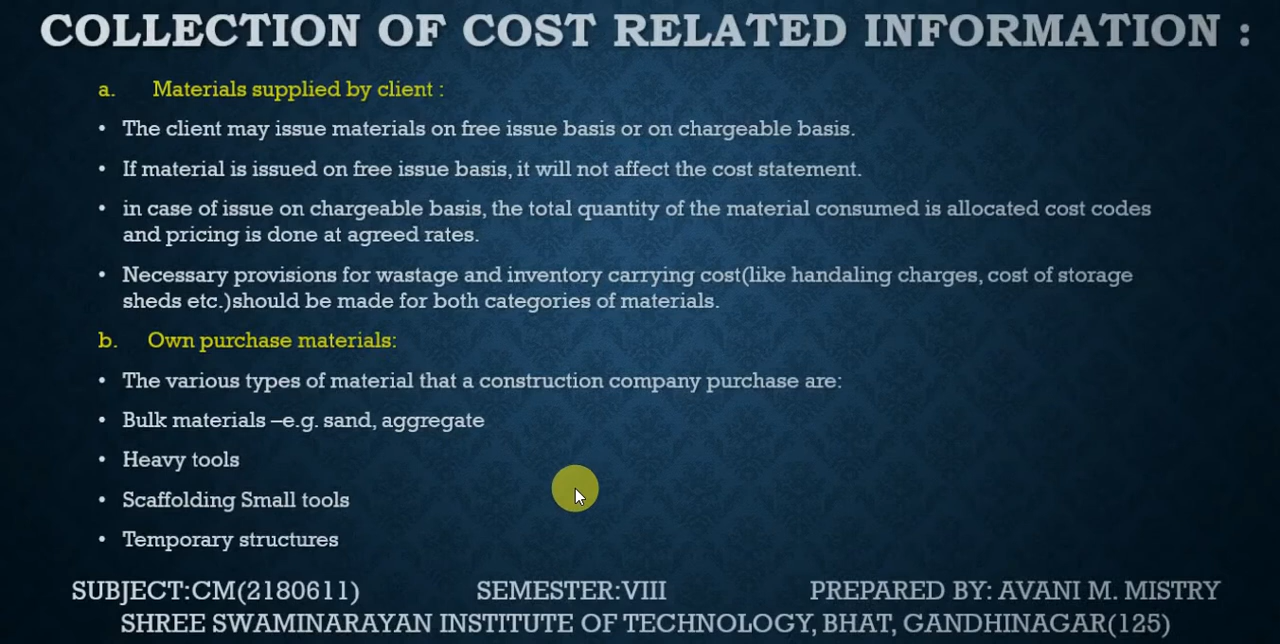 COLLECTION OF COST RELATED INFORMATION :
a. Materials supplied by client :
• The client may issue materials on free issue basis or on chargeable basis.
• If material is issued on free issue basis, it will not affect the cost statement.
• in case of issue on chargeable basis, the total quantity of the material consumed is allocated cost codes
and pricing is done at agreed rates.
• Necessary provisions for wastage and inventory carrying cost(like handaling charges, cost of storage
sheds etc.)should be made for both categories of materials.
b. Own purchase materials:
• The various types of material that a construction company purchase are:
• Bulk materials –e.g. sand, aggregate
• Heavy tools
• Scaffolding Small tools
• Temporary structures
SUBJECT:CM(2180611) SEMESTER:VIII PREPARED BY: AVANI M. MISTRY
SHREE SWAMINARAYAN INSTITUTE OF TECHNOLOGY, BHAT, GANDHINAGAR(125)